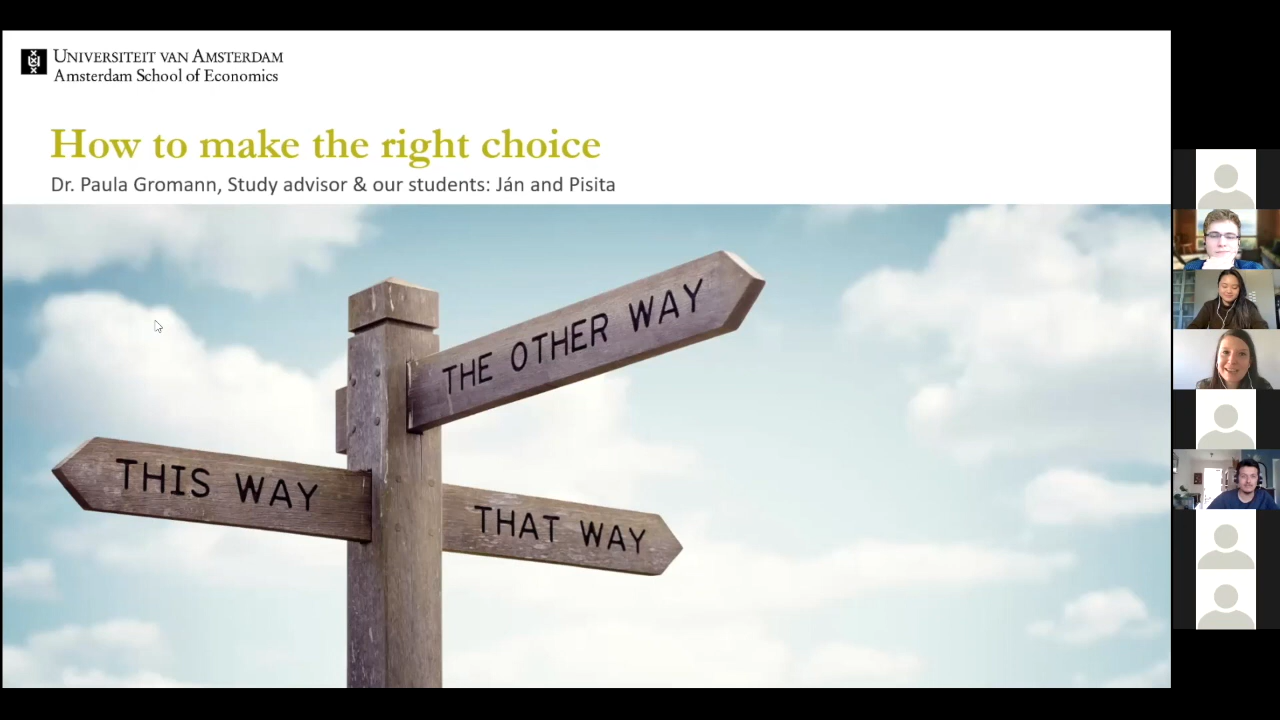 UNIVERSITEIT VAN AMSTERDAM
Amsterdam School of Economics
How to make the right choice
Dr. Paula Gromann, Study advisor & our students: Ján and Pisita
THE OTHER WAY
THIS WAY
THAT WAY